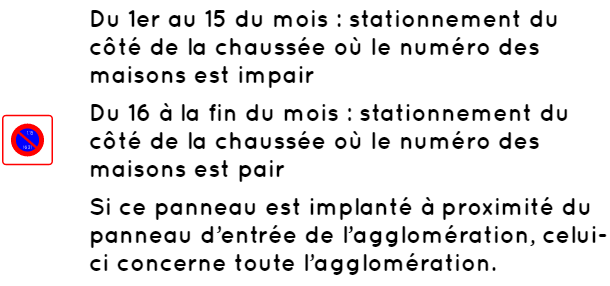 Du 1er au 15 du mois : stationnement du
côté de la chaussée où le numéro des
maisons est impair
Du 16 à la fin du mois : stationnement du
côté de la chaussée où le numéro des
maisons est pair
Si ce panneau est implanté à proximité du
panneau d'entrée de l'agglomération, celui-
ci concerne toute l'agglomération.